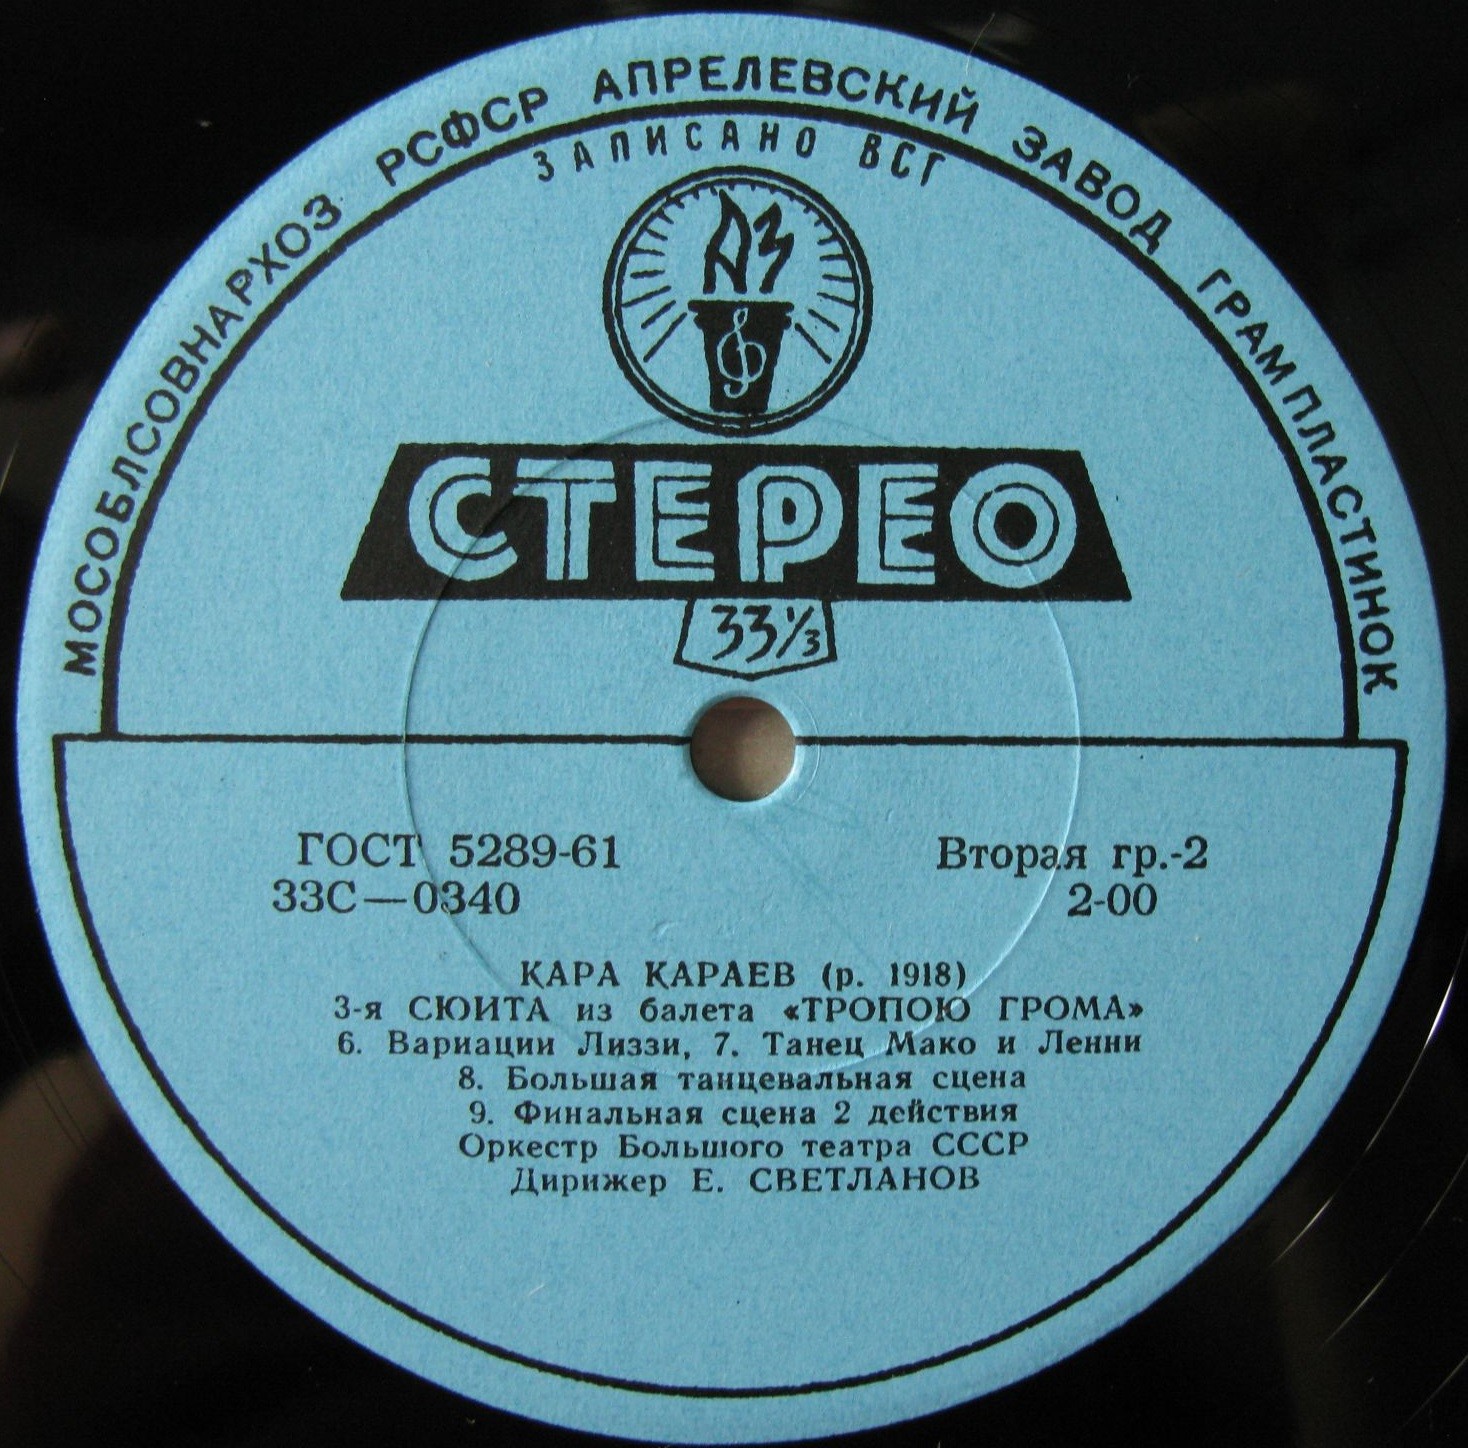 МОСОБЛСОВНАРХОЗ РСФСР АПРЕЛЕВСКИЙ ЗАВОД ГРАМПЛАСТИНОК
ЗАПИСАНО ВСГ
АЗ
СТЕРЕО
33⅓
ГОСТ 5289-61 Вторая гр.-2
33С—0340 2-00
КАРА КАРАЕВ (р. 1918)
3-я СЮИТА из балета «ТРОПОЮ ГРОМА»
6. Вариации Лиззи, 7. Танец Мако и Ленни
8. Большая танцевальная сцена
9. Финальная сцена 2 действия
Оркестр Большого театра СССР
Дирижер Е. СВЕТЛАНОВ